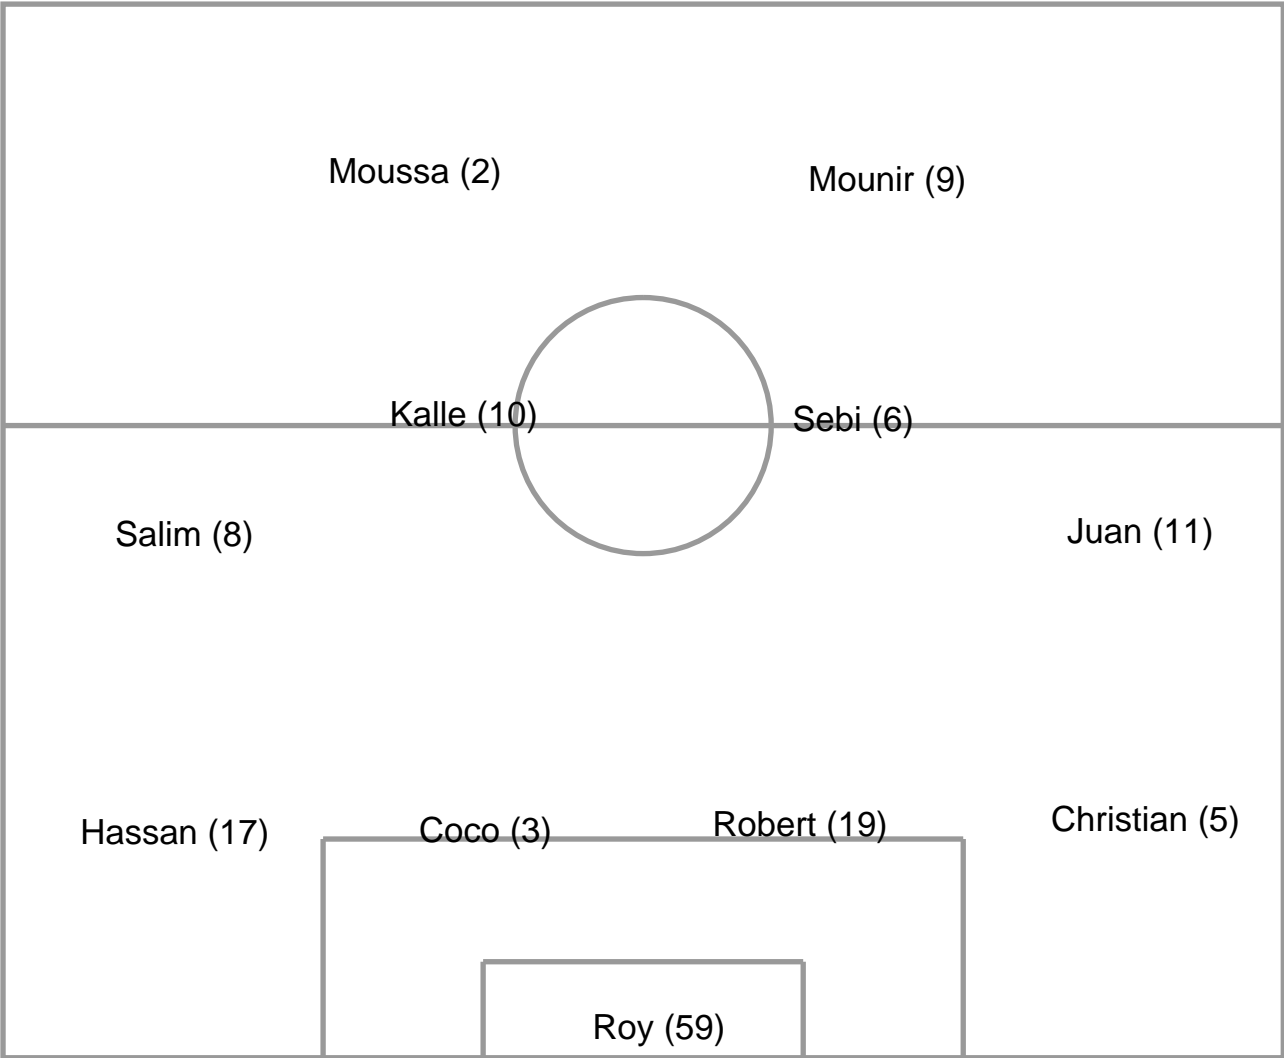 Moussa (2)
Mounir (9)
Kalle (10)
Sebi (6)
Salim (8)
Juan (11)
Hassan (17)
Coco (3)
Robert (19)
Christian (5)
Roy (59)